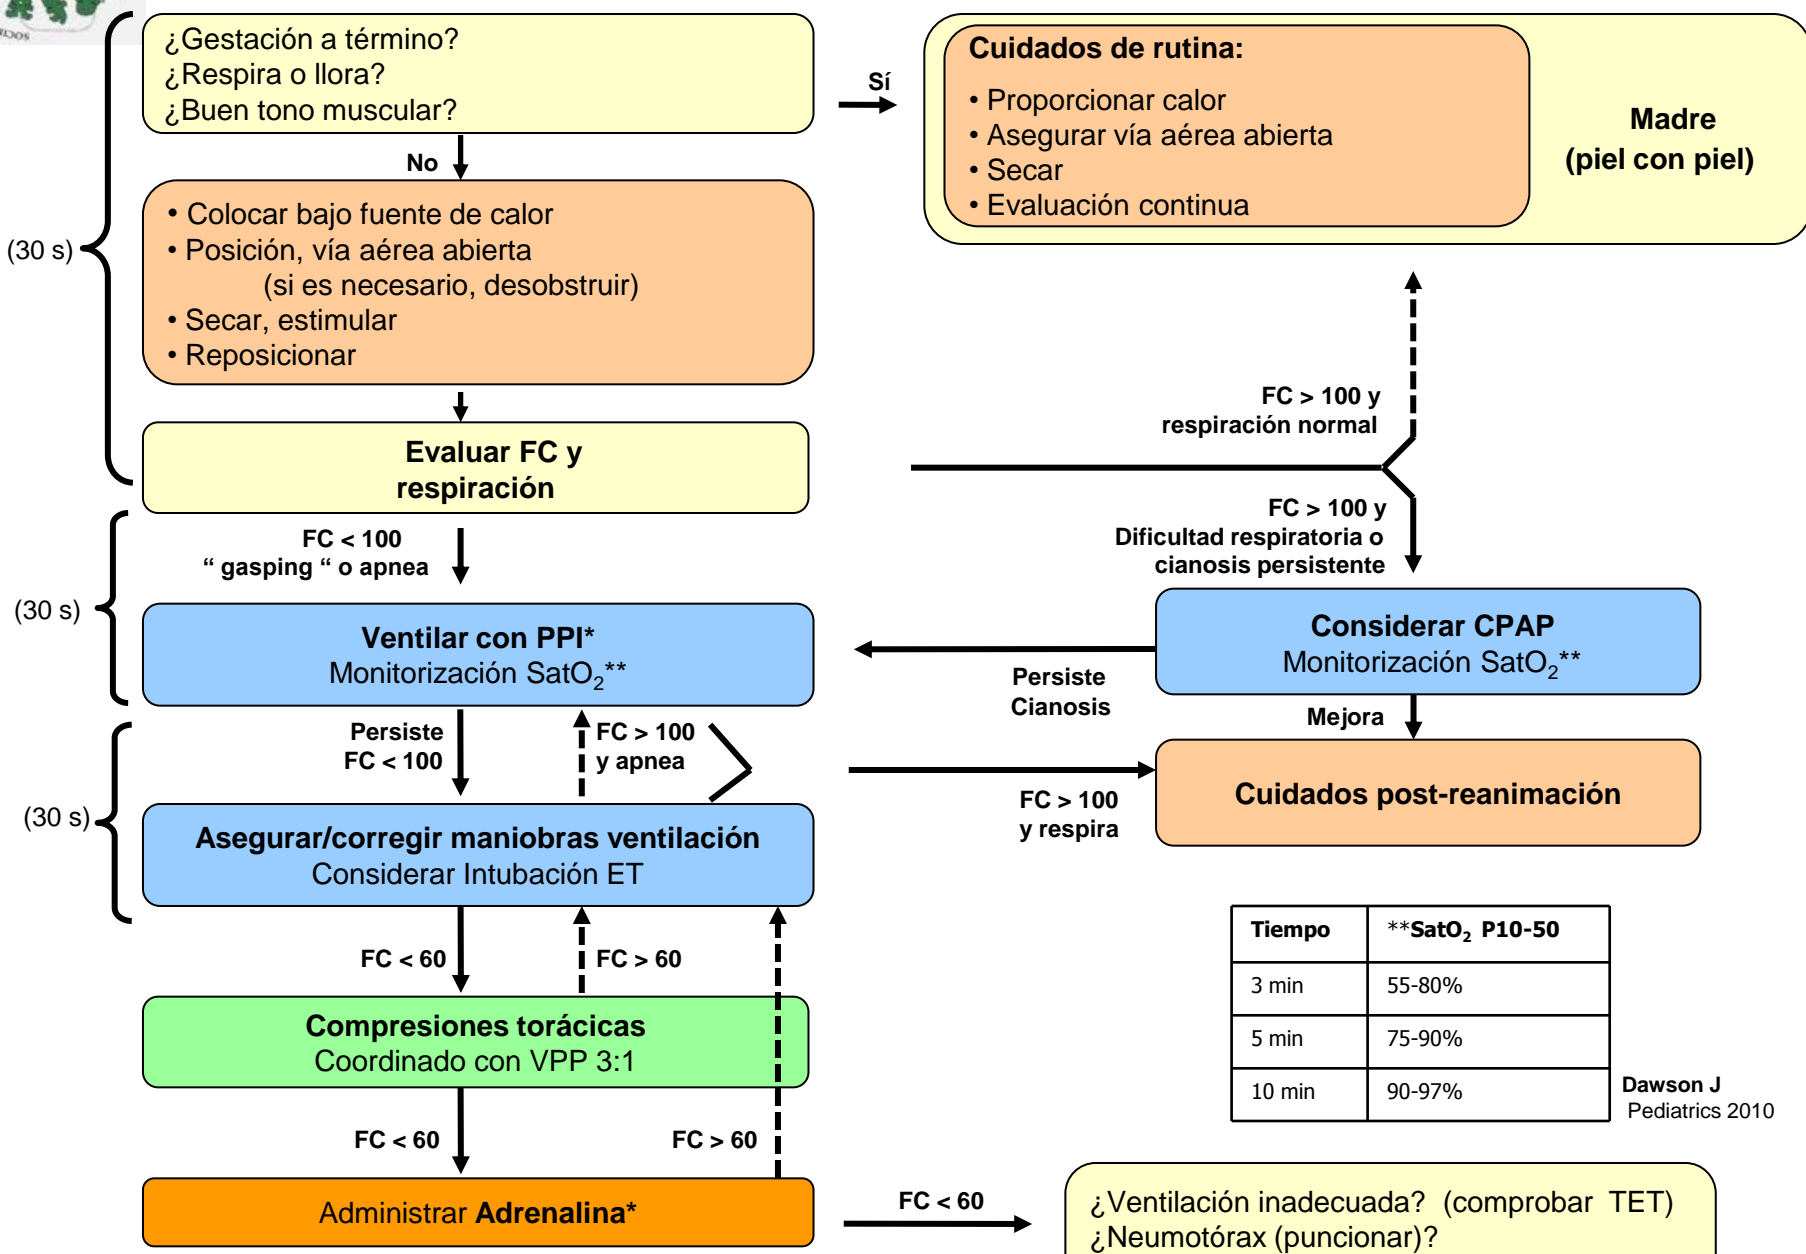 ¿Gestación a término?
¿Respira o llora?
¿Buen tono muscular?
Sí
Cuidados de rutina:
• Proporcionar calor
• Asegurar vía aérea abierta
• Secar
• Evaluación continua
Madre
(piel con piel)
No
(30 s)
• Colocar bajo fuente de calor
• Posición, vía aérea abierta
(si es necesario, desobstruir)
• Secar, estimular
• Reposicionar
FC > 100 y
respiración normal
Evaluar FC y
respiración
FC > 100 y
Dificultad respiratoria o
cianosis persistente
FC < 100
“ gasping “ o apnea
(30 s)
Ventilar con PPI*
Monitorización SatO₂**
Considerar CPAP
Monitorización SatO₂**
Persiste
Cianosis
Mejora
Persiste
FC < 100
FC > 100
y apnea
(30 s)
FC > 100
y respira
Cuidados post-reanimación
Asegurar/corregir maniobras ventilación
Considerar Intubación ET
FC < 60
FC > 60
Compresiones torácicas
Coordinado con VPP 3:1
Tiempo **SatO₂ P10-50
3 min 55-80%
5 min 75-90%
10 min 90-97%
Dawson J
Pediatrics 2010
FC < 60
FC > 60
Administrar Adrenalina*
FC < 60
¿Ventilación inadecuada? (comprobar TET)
¿Neumotórax (puncionar)?